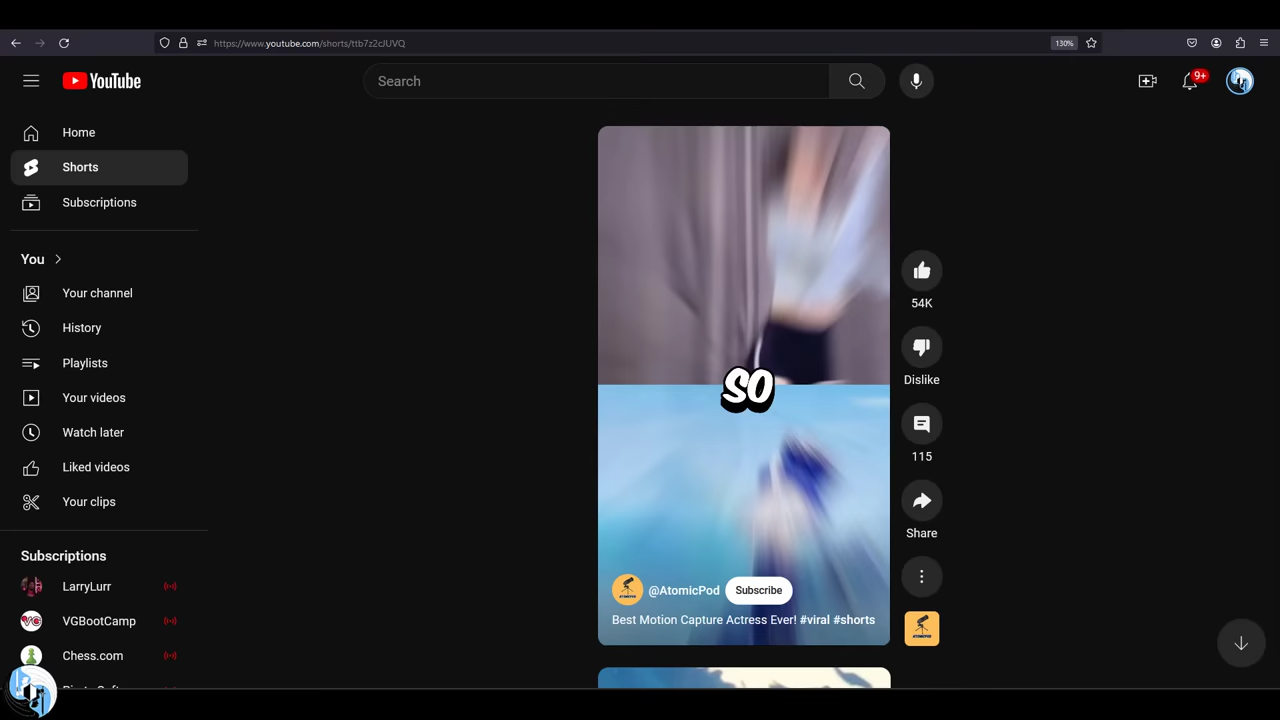 https://www.youtube.com/shorts/ttb7z2cJUVQ
130%
YouTube
Search
9+
Home
Shorts
Subscriptions
You
Your channel
History
Playlists
Your videos
Watch later
Liked videos
Your clips
Subscriptions
LarryLurr
VGBootCamp
Chess.com
SO
@AtomicPod
Subscribe
Best Motion Capture Actress Ever! #viral #shorts
54K
Dislike
115
Share